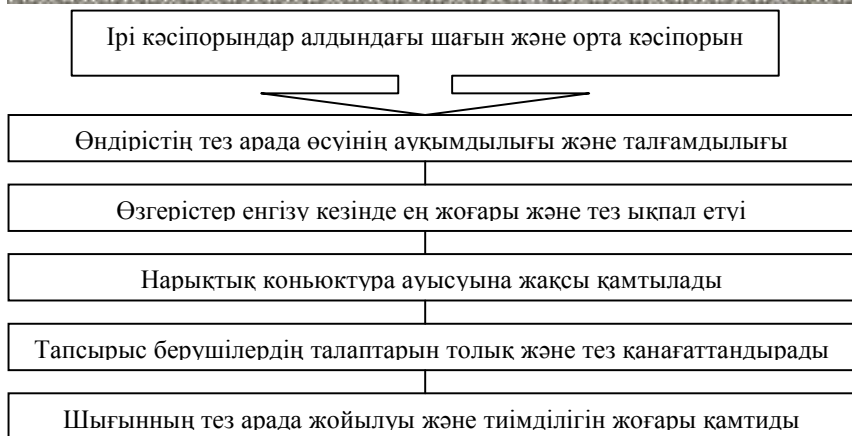 Ірі кәсіпорындар алдындағы шағын және орта кәсіпорын
Өндірістің тез арада өсуінің ауқымдылығы және талғамдылығы
Өзгерістер енгізу кезінде ең жоғары және тез ықпал етуі
Нарықтық коньюктура ауысуына жақсы қамтылады
Тапсырыс берушілердің талаптарын толық және тез қанағаттандырады
Шығынның тез арада жойылуы және тиімділігін жоғары қамтиды